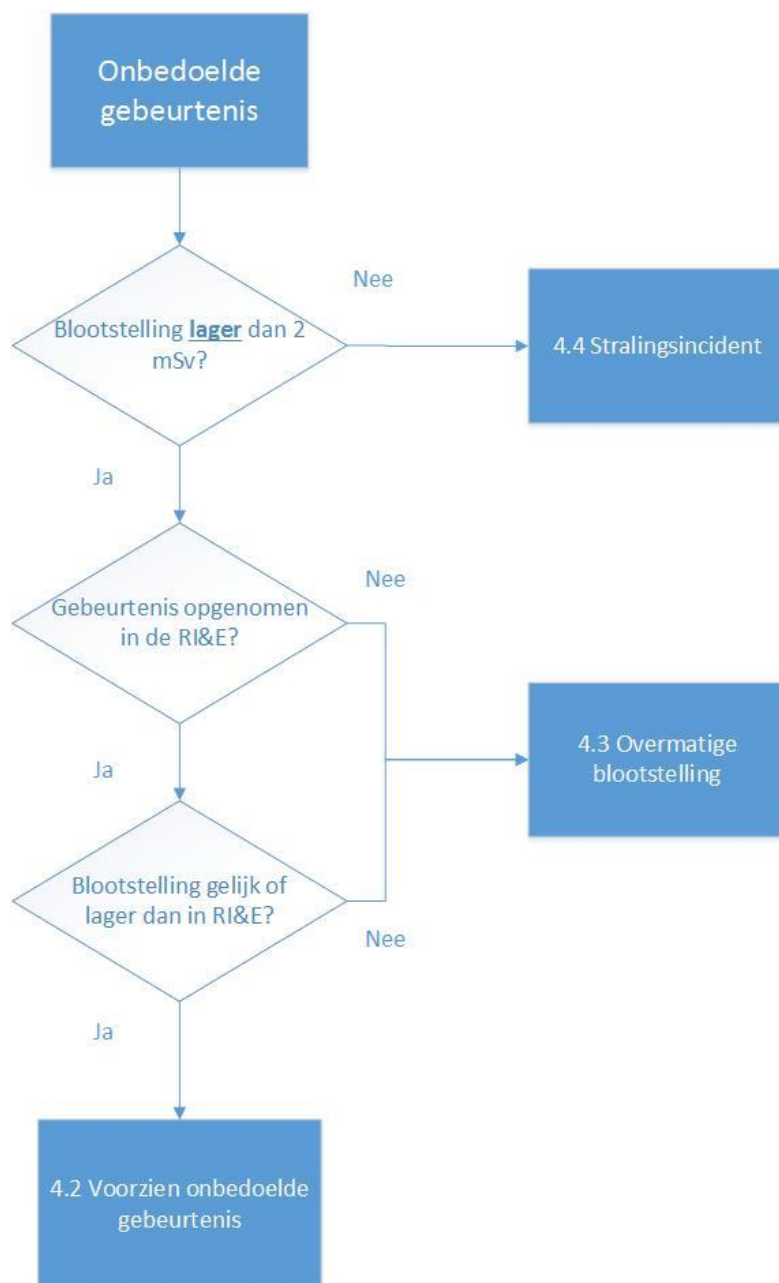 Onbedoelde
gebeurtenis
Nee
Blootstelling lager dan 2
mSv?
4.4 Stralingsincident
Ja
Nee
Gebeurtenis opgenomen
in de RI&E?
4.3 Overmatige
blootstelling
Ja
Blootstelling gelijk of
lager dan in RI&E?
Nee
Ja
4.2 Voorzien onbedoelde
gebeurtenis